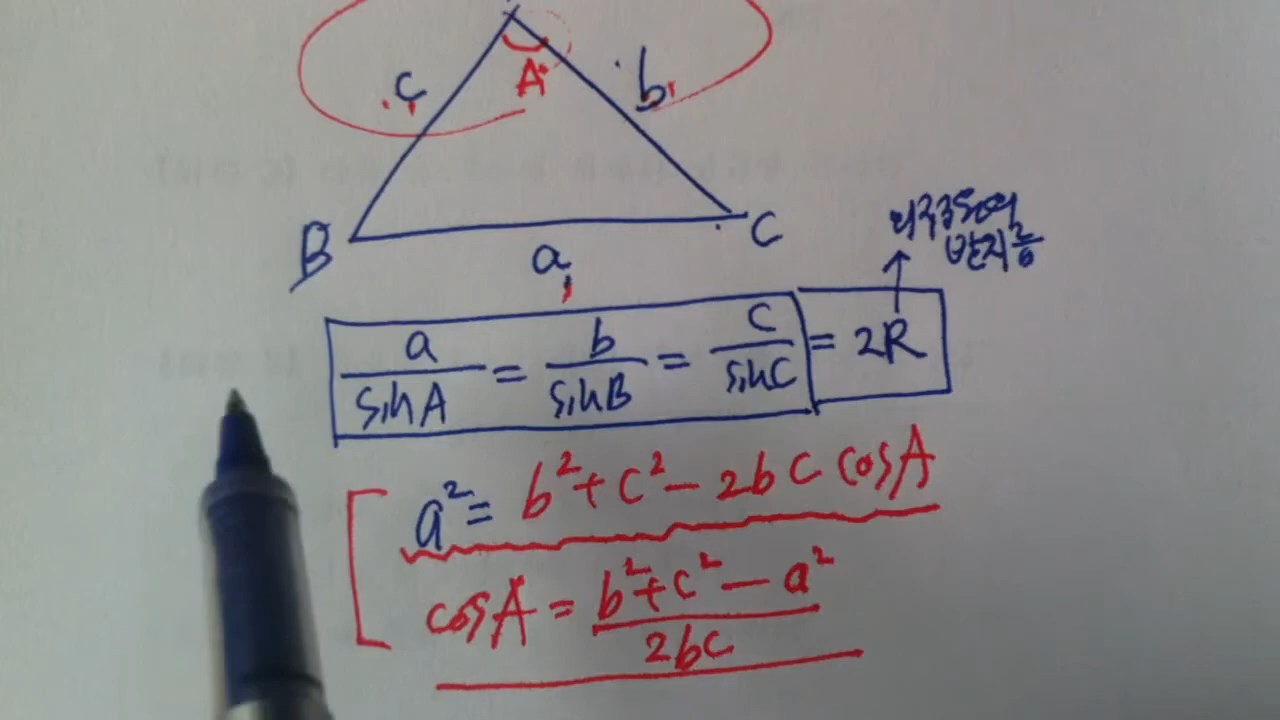 c A b
B a C
외접원의
반지름
a/sinA = b/sinB = c/sinC = 2R
a² = b² + c² - 2bc cosA
cosA = b² + c² - a² / 2bc